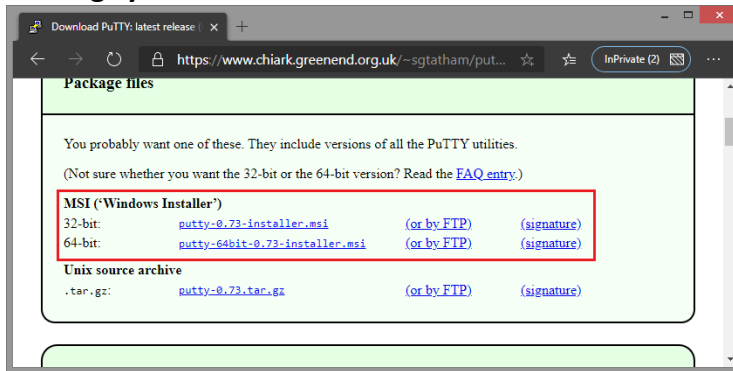 Download PuTTY: latest release (
https://www.chiark.greenend.org.uk/~sgtatham/put...
InPrivate (2)
Package files
You probably want one of these. They include versions of all the PuTTY utilities.
(Not sure whether you want the 32-bit or the 64-bit version? Read the FAQ entry.)
MSI (‘Windows Installer’)
32-bit: putty-0.73-installer.msi (or by FTP) (signature)
64-bit: putty-64bit-0.73-installer.msi (or by FTP) (signature)
Unix source archive
.tar.gz: putty-0.73.tar.gz (or by FTP) (signature)